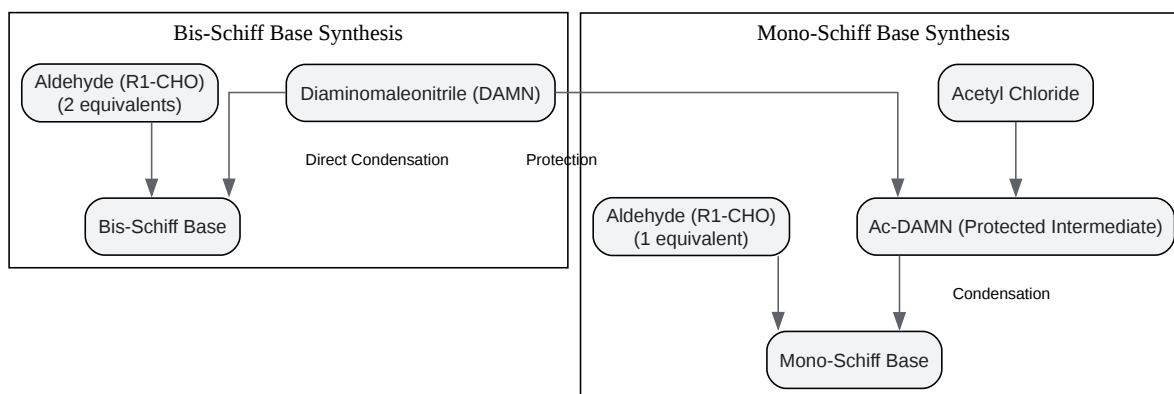 Bis-Schiff Base Synthesis
Aldehyde (R1-CHO)
(2 equivalents)
Diaminomaleonitrile (DAMN)
Direct Condensation
Protection
Bis-Schiff Base
Mono-Schiff Base Synthesis
Acetyl Chloride
Aldehyde (R1-CHO)
(1 equivalent)
Ac-DAMN (Protected Intermediate)
Condensation
Mono-Schiff Base